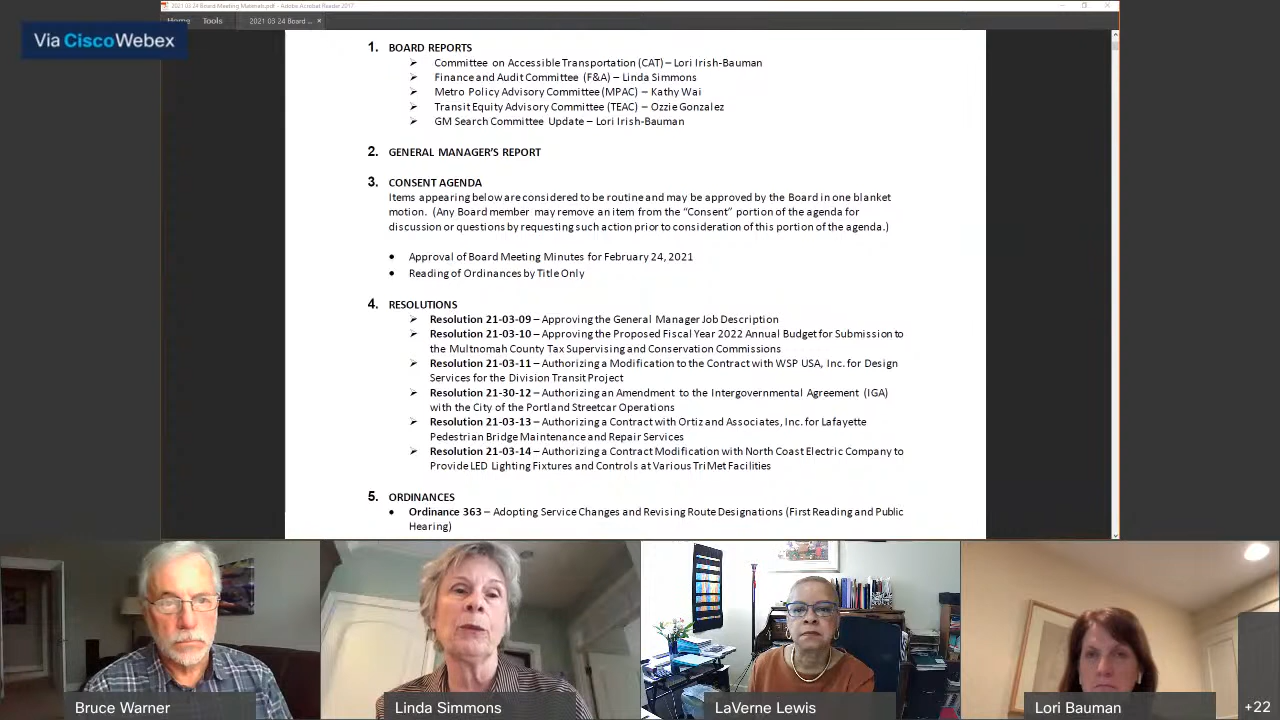 2021 03 24 Board Meeting Materials.pdf - Adobe Acrobat Reader 2017
Home Tools 2021 03 24 Board ... ×
Via CiscoWebex
1. BOARD REPORTS
➢ Committee on Accessible Transportation (CAT) – Lori Irish-Bauman
➢ Finance and Audit Committee (F&A) – Linda Simmons
➢ Metro Policy Advisory Committee (MPAC) – Kathy Wai
➢ Transit Equity Advisory Committee (TEAC) – Ozzie Gonzalez
➢ GM Search Committee Update – Lori Irish-Bauman
2. GENERAL MANAGER'S REPORT
3. CONSENT AGENDA
Items appearing below are considered to be routine and may be approved by the Board in one blanket
motion. (Any Board member may remove an item from the "Consent" portion of the agenda for
discussion or questions by requesting such action prior to consideration of this portion of the agenda.)
• Approval of Board Meeting Minutes for February 24, 2021
• Reading of Ordinances by Title Only
4. RESOLUTIONS
➢ Resolution 21-03-09 – Approving the General Manager Job Description
➢ Resolution 21-03-10 – Approving the Proposed Fiscal Year 2022 Annual Budget for Submission to
the Multnomah County Tax Supervising and Conservation Commissions
➢ Resolution 21-03-11 – Authorizing a Modification to the Contract with WSP USA, Inc. for Design
Services for the Division Transit Project
➢ Resolution 21-30-12 – Authorizing an Amendment to the Intergovernmental Agreement (IGA)
with the City of the Portland Streetcar Operations
➢ Resolution 21-03-13 – Authorizing a Contract with Ortiz and Associates, Inc. for Lafayette
Pedestrian Bridge Maintenance and Repair Services
➢ Resolution 21-03-14 – Authorizing a Contract Modification with North Coast Electric Company to
Provide LED Lighting Fixtures and Controls at Various TriMet Facilities
5. ORDINANCES
• Ordinance 363 – Adopting Service Changes and Revising Route Designations (First Reading and Public
Hearing)
Bruce Warner
Linda Simmons
LaVerne Lewis
Lori Bauman
+22